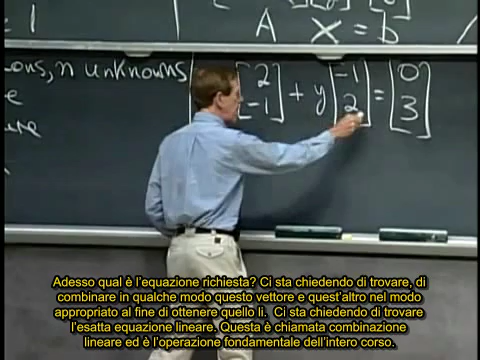 A X = b
n unknowns
[2 -1] + y [-1 2] = [0 3]
Adesso qual è l'equazione richiesta? Ci sta chiedendo di trovare, di
combinare in qualche modo questo vettore e quest'altro nel modo
appropriato al fine di ottenere quello li.  Ci sta chiedendo di trovare
l'esatta equazione lineare. Questa è chiamata combinazione
lineare ed è l'operazione fondamentale dell'intero corso.